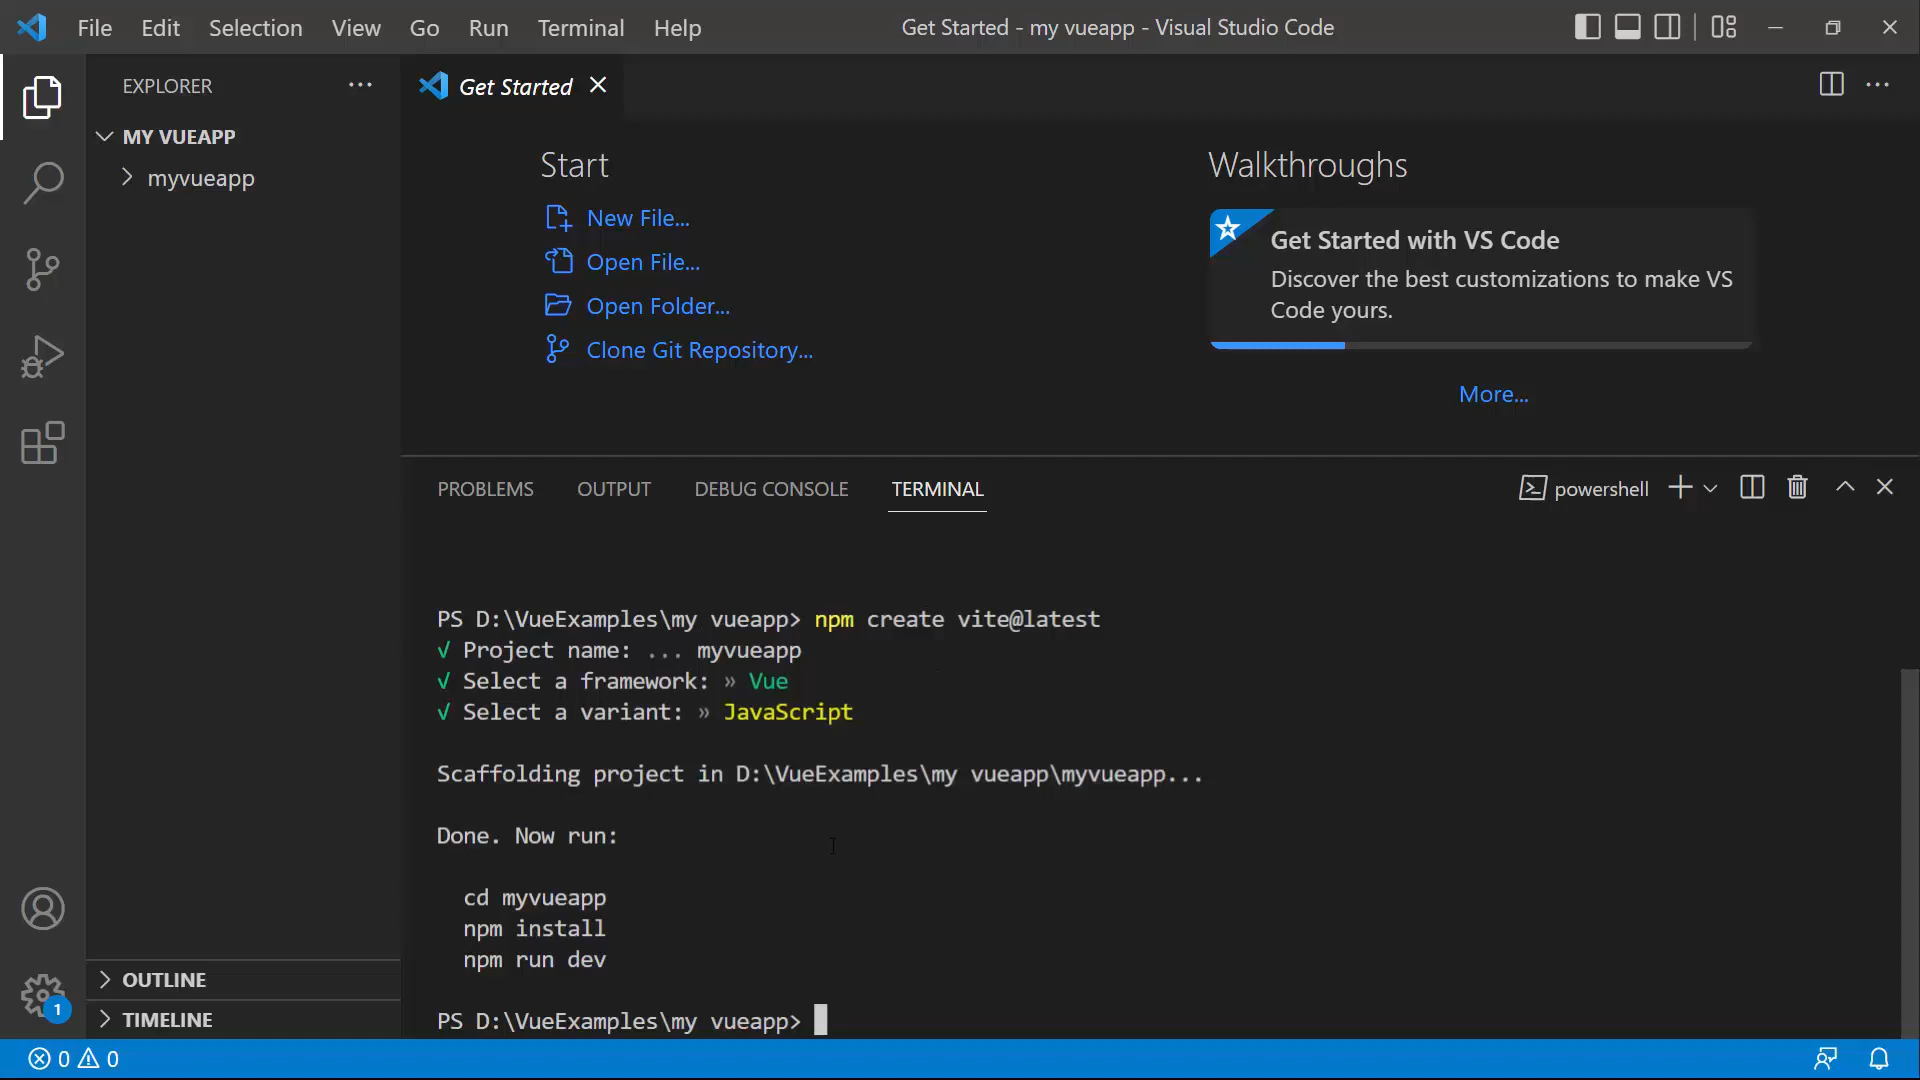 File Edit Selection View Go Run Terminal Help
Get Started - my vueapp - Visual Studio Code
EXPLORER
MY VUEAPP
myvueapp
OUTLINE
TIMELINE
Get Started
Start
New File...
Open File...
Open Folder...
Clone Git Repository...
Walkthroughs
Get Started with VS Code
Discover the best customizations to make VS
Code yours.
More...
PROBLEMS OUTPUT DEBUG CONSOLE TERMINAL
powershell
PS D:\VueExamples\my vueapp> npm create vite@latest
√ Project name: ... myvueapp
√ Select a framework: » Vue
√ Select a variant: » JavaScript
Scaffolding project in D:\VueExamples\my vueapp\myvueapp...
Done. Now run:
cd myvueapp
npm install
npm run dev
PS D:\VueExamples\my vueapp>
1
0 0